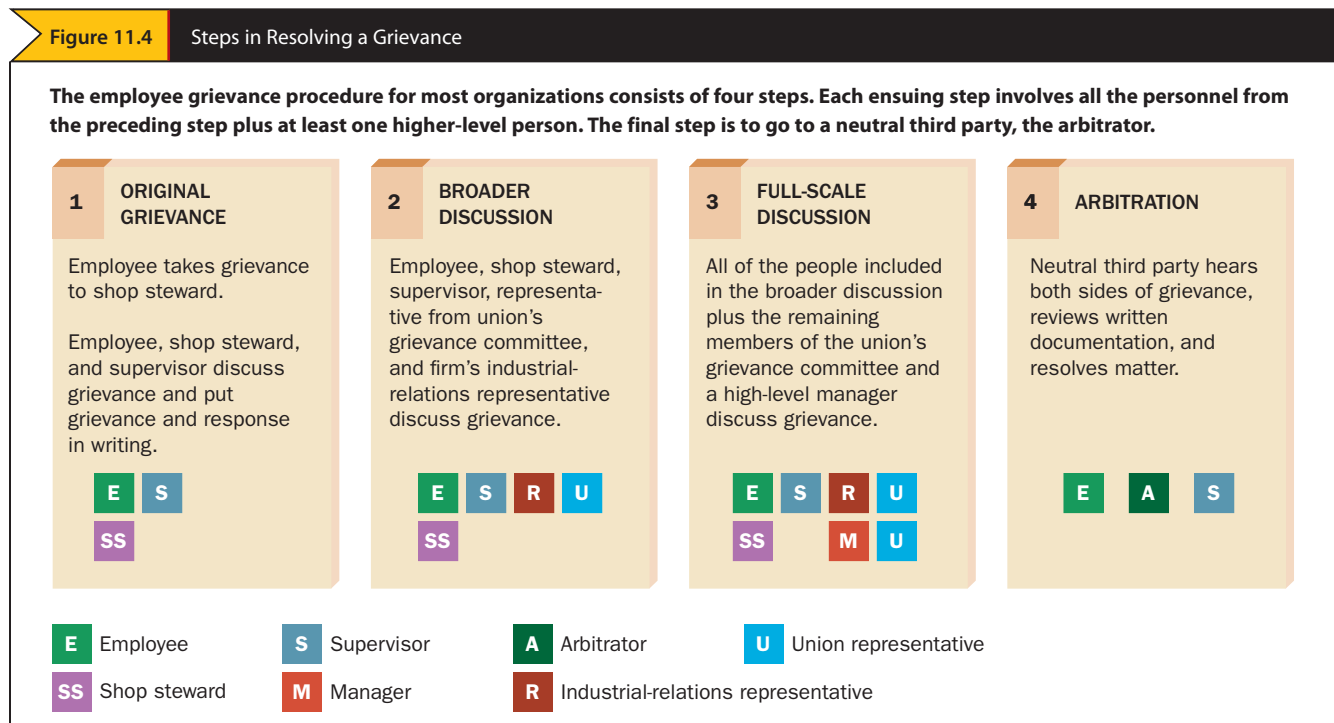 Figure 11.4 Steps in Resolving a Grievance
The employee grievance procedure for most organizations consists of four steps. Each ensuing step involves all the personnel from
the preceding step plus at least one higher-level person. The final step is to go to a neutral third party, the arbitrator.
1
ORIGINAL
GRIEVANCE
Employee takes grievance
to shop steward.
Employee, shop steward,
and supervisor discuss
grievance and put
grievance and response
in writing.
E S
SS
2
BROADER
DISCUSSION
Employee, shop steward,
supervisor, representa-
tive from union’s
grievance committee,
and firm’s industrial-
relations representative
discuss grievance.
E S R U
SS
3
FULL-SCALE
DISCUSSION
All of the people included
in the broader discussion
plus the remaining
members of the union’s
grievance committee and
a high-level manager
discuss grievance.
E S R U
SS M U
4
ARBITRATION
Neutral third party hears
both sides of grievance,
reviews written
documentation, and
resolves matter.
E A S
E Employee S Supervisor A Arbitrator U Union representative
SS Shop steward M Manager R Industrial-relations representative